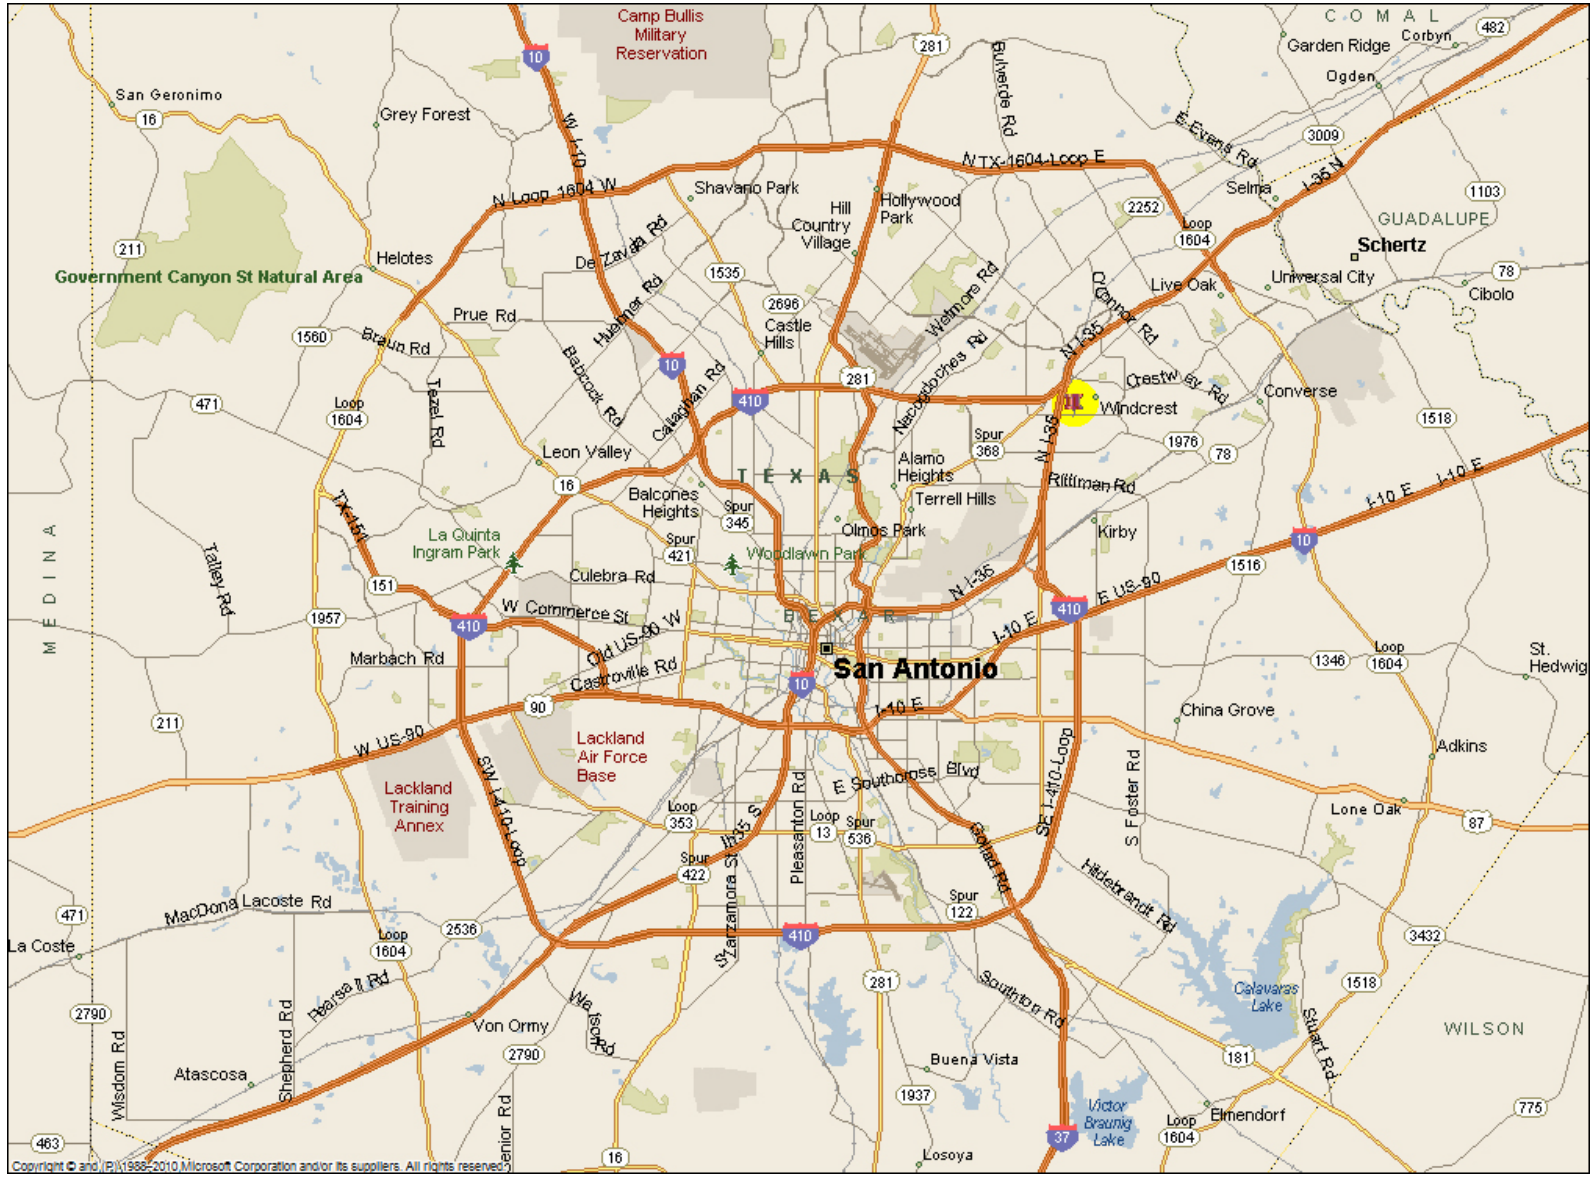 Camp Bullis
Military
Reservation
C O M A L
482
Garden Ridge
Corbyn
281
10
Bulverde Rd
Ogden
San Geronimo
16
Grey Forest
W I-10
E Evans Rd
3009
N TX-1604-Loop E
I-35 N
N Loop 1604 W
Shavano Park
Selma
1103
Hill
Country
Village
Hollywood
Park
2252
GUADALUPE
Loop
1604
211
De Zavala Rd
Schertz
Helotes
Government Canyon St Natural Area
1535
Wetmore Rd
O'Connor Rd
Live Oak
Universal City
78
Cibolo
Huebner Rd
2696
Prue Rd
Castle
Hills
1560
Braun Rd
N I-35
Nacogdoches Rd
Babcock Rd
10
281
Callaghan Rd
Crestway Rd
Converse
Texel Rd
471
Loop
1604
410
Windcrest
1518
Spur
368
N I-35
1976
78
Leon Valley
Alamo
Heights
T E X A S
I-10 E
I-10 E
16
Balcones
Heights
Rittiman Rd
Terrell Hills
TX-151
Spur
345
Olmos Park
Kirby
La Quinta
Ingram Park
Spur
421
Woodlawn Park
10
M E D I N A
Talley Rd
Culebra Rd
N I-35
E US-90
1516
151
W Commerce St
410
410
B E X A R
1957
Old US-90 W
I-10 E
Marbach Rd
Castroville Rd
San Antonio
1346
Loop
1604
St.
Hedwig
10
90
I-10 E
China Grove
211
W US-90
Lackland
Air Force
Base
Adkins
SW I-410-Loop
E Southcross Blvd
SE I-410-Loop
S Foster Rd
Lackland
Training
Annex
Pleasanton Rd
Loop
353
Loop
13
Spur
536
Lone Oak
87
Ih35 S
Goliad Rd
Spur
422
Hildebrandt Rd
S Zarzamora St
MacDona Lacoste Rd
Spur
122
471
2536
410
3432
La Coste
Loop
1604
Pearsall Rd
281
Southton Rd
1518
Calavaras
Lake
2790
Shepherd Rd
Watson Rd
Stuart Rd
WILSON
Von Ormy
Wisdom Rd
2790
Buena Vista
181
Atascosa
1937
Victor
Braunig
Lake
Elmendorf
775
Loop
1604
37
463
enior Rd
Losoya
16
Copyright © and (P) 1988–2010 Microsoft Corporation and/or its suppliers. All rights reserved.